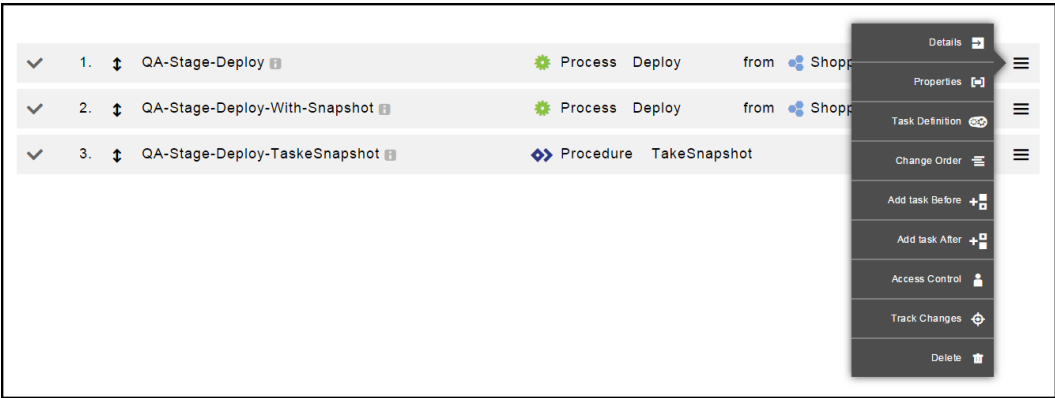 1. QA-Stage-Deploy Process Deploy from Shopp
2. QA-Stage-Deploy-With-Snapshot Process Deploy from Shopp
3. QA-Stage-Deploy-TaskeSnapshot Procedure TakeSnapshot
Details
Properties
Task Definition
Change Order
Add task Before
Add task After
Access Control
Track Changes
Delete